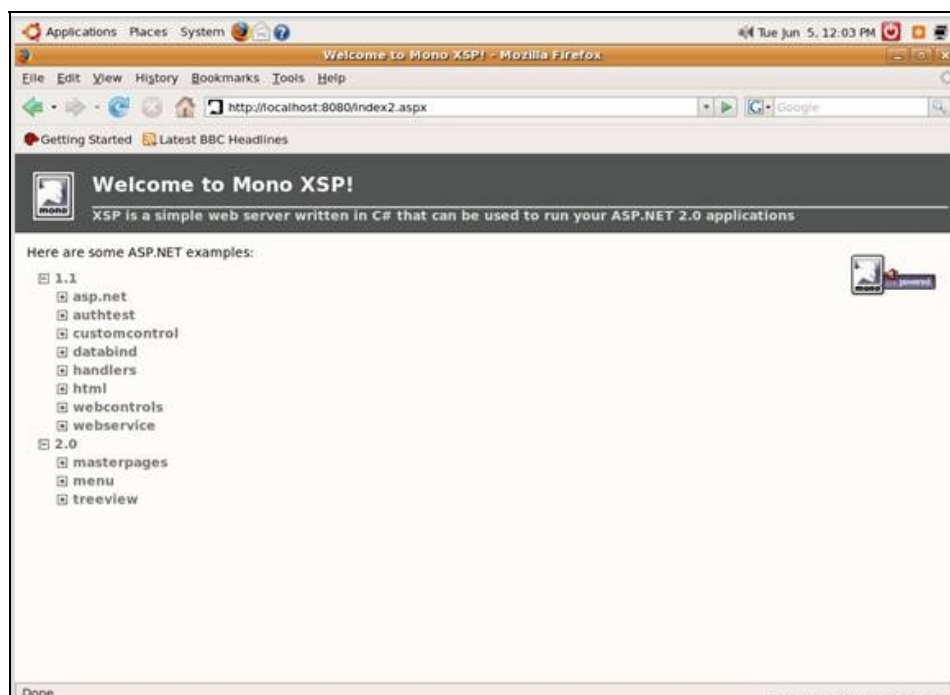 Applications Places System
Tue Jun 5, 12:03 PM
Welcome to Mono XSP! - Mozilla Firefox
File Edit View History Bookmarks Tools Help
http://localhost:8080/index2.aspx
G Google
Getting Started Latest BBC Headlines
mono
Welcome to Mono XSP!
XSP is a simple web server written in C# that can be used to run your ASP.NET 2.0 applications
Here are some ASP.NET examples:
mono powered
1.1
asp.net
authtest
customcontrol
databind
handlers
html
webcontrols
webservice
2.0
masterpages
menu
treeview
Done